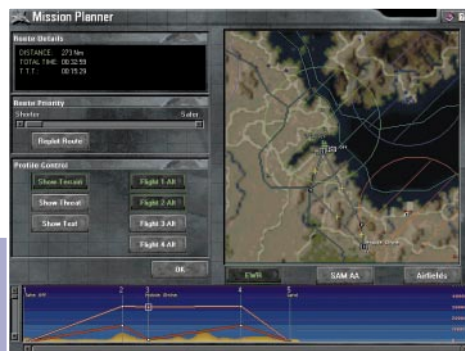 Mission Planner
Route Details
DISTANCE: 273 Nm
TOTAL TIME: 00:32:59
T.T.T.: 00:15:29
Route Priority
Shorter Safer
Replot Route
Profile Control
Show Terrain Flight 1 Alt
Show Threat Flight 2 Alt
Show Text Flight 3 Alt
Flight 4 Alt
OK
EWR SAM AA Airfields
1 2 3 4 5
Take Off Land